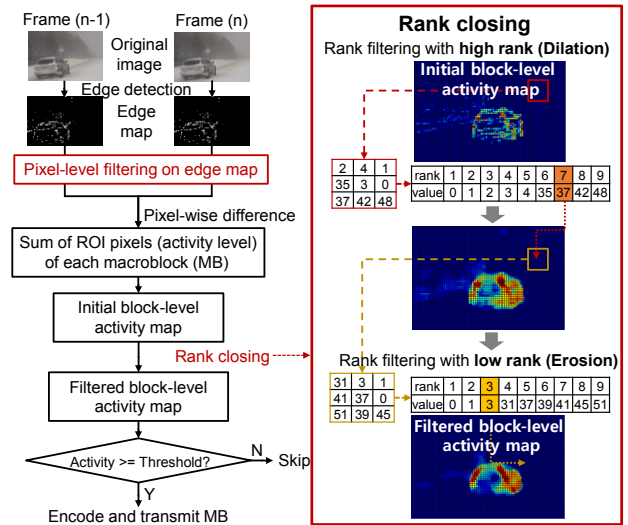 Frame (n-1)
Frame (n)
Original
image
Edge detection
Edge
map
Pixel-level filtering on edge map
Pixel-wise difference
Sum of ROI pixels (activity level)
of each macroblock (MB)
Initial block-level
activity map
Rank closing
Filtered block-level
activity map
Activity >= Threshold?
N
Skip
Y
Encode and transmit MB
Rank closing
Rank filtering with high rank (Dilation)
Initial block-level
activity map
2 4 1
35 3 0
37 42 48
rank 1 2 3 4 5 6 7 8 9
value 0 1 2 3 4 35 37 42 48
Rank filtering with low rank (Erosion)
31 3 1
41 37 0
51 39 45
rank 1 2 3 4 5 6 7 8 9
value 0 1 3 31 37 39 41 45 51
Filtered block-level
activity map